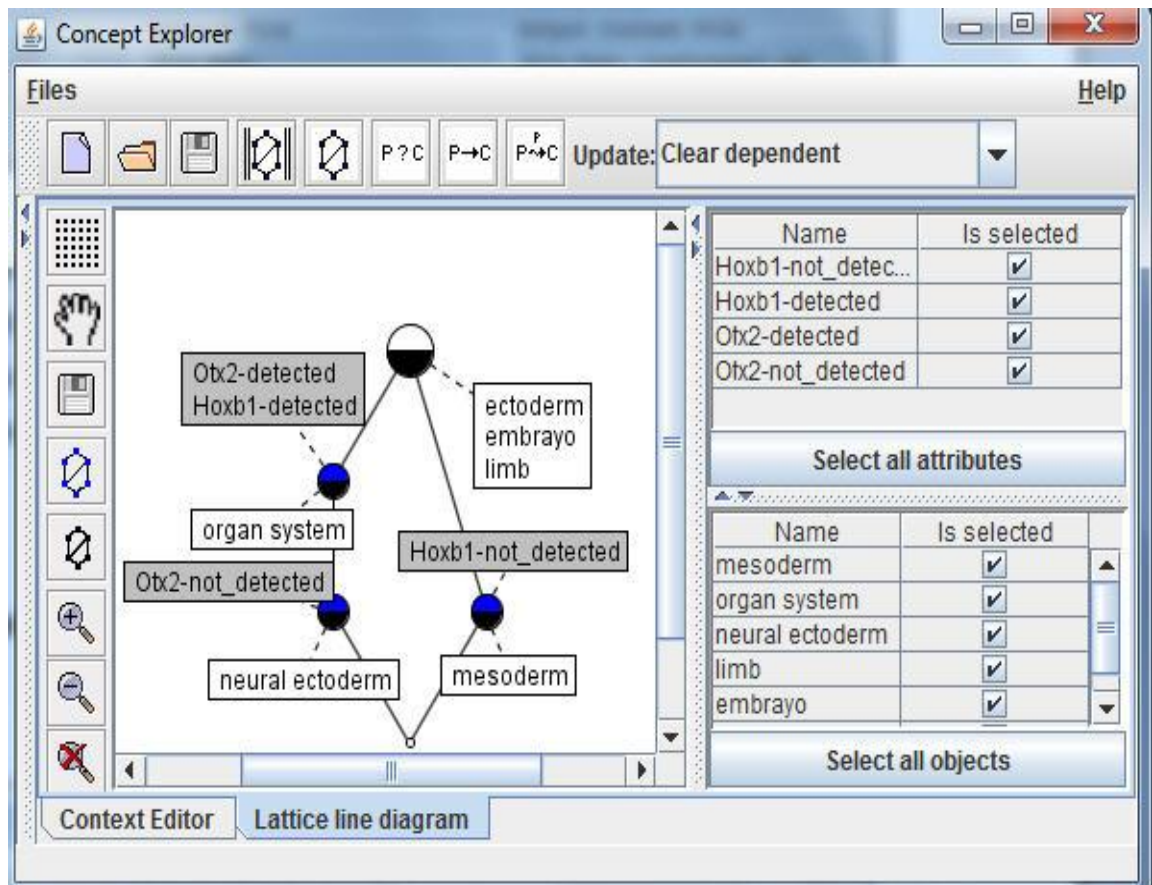 Concept Explorer
Files
Help
P?C
P→C
Update:
Clear dependent
Otx2-detected
Hoxb1-detected
ectoderm
embrayo
limb
organ system
Hoxb1-not_detected
Otx2-not_detected
neural ectoderm
mesoderm
Name Is selected
Hoxb1-not_detec...
Hoxb1-detected
Otx2-detected
Otx2-not_detected
Select all attributes
Name Is selected
mesoderm
organ system
neural ectoderm
limb
embrayo
Select all objects
Context Editor
Lattice line diagram